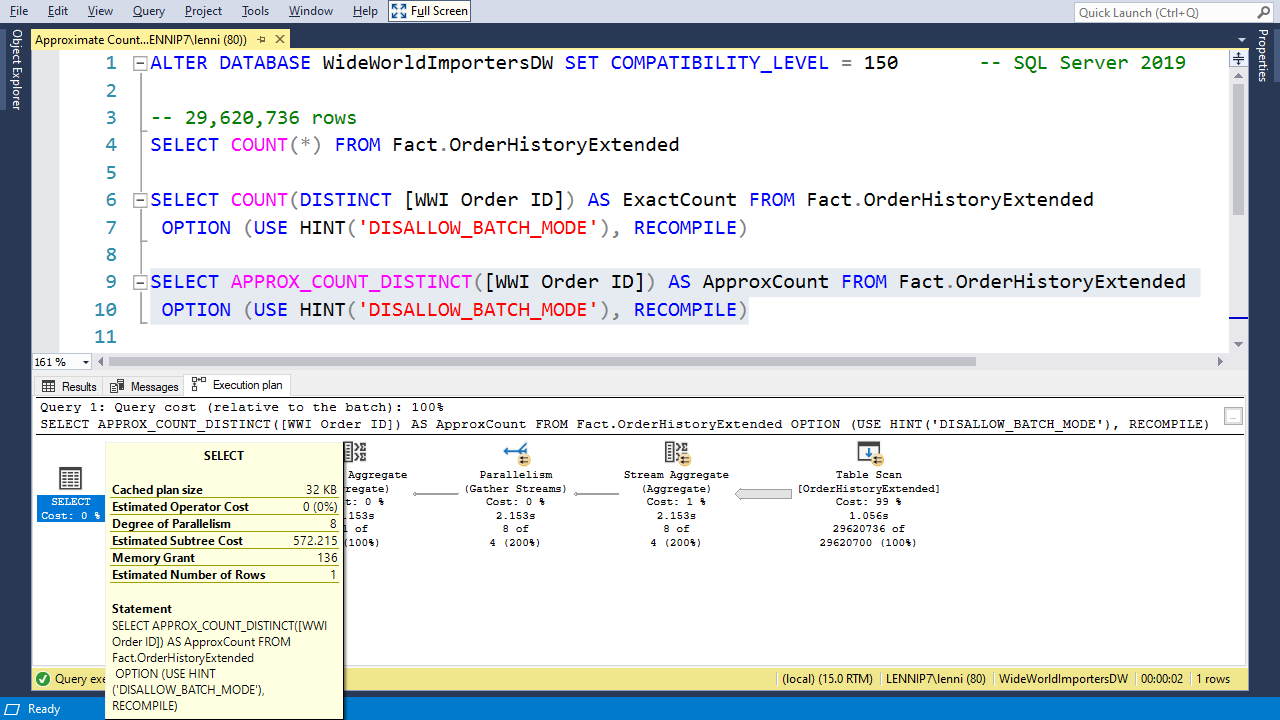 File Edit View Query Project Tools Window Help Full Screen
Quick Launch (Ctrl+Q)
Object Explorer
Approximate Count...ENNIP7\lenni (80))
Properties
1 ALTER DATABASE WideWorldImportersDW SET COMPATIBILITY_LEVEL = 150 -- SQL Server 2019
2
3 -- 29,620,736 rows
4 SELECT COUNT(*) FROM Fact.OrderHistoryExtended
5
6 SELECT COUNT(DISTINCT [WWI Order ID]) AS ExactCount FROM Fact.OrderHistoryExtended
7 OPTION (USE HINT('DISALLOW_BATCH_MODE'), RECOMPILE)
8
9 SELECT APPROX_COUNT_DISTINCT([WWI Order ID]) AS ApproxCount FROM Fact.OrderHistoryExtended
10 OPTION (USE HINT('DISALLOW_BATCH_MODE'), RECOMPILE)
11
161 %
Results Messages Execution plan
Query 1: Query cost (relative to the batch): 100%
SELECT APPROX_COUNT_DISTINCT([WWI Order ID]) AS ApproxCount FROM Fact.OrderHistoryExtended OPTION (USE HINT('DISALLOW_BATCH_MODE'), RECOMPILE)
...
SELECT
Cost: 0 %
SELECT
Cached plan size 32 KB
Estimated Operator Cost 0 (0%)
Degree of Parallelism 8
Estimated Subtree Cost 572.215
Memory Grant 136
Estimated Number of Rows 1
Statement
SELECT APPROX_COUNT_DISTINCT([WWI
Order ID]) AS ApproxCount FROM
Fact.OrderHistoryExtended
OPTION (USE HINT
('DISALLOW_BATCH_MODE'),
RECOMPILE)
Aggregate
regate)
t: 0 %
.153s
1 of
(100%)
Parallelism
(Gather Streams)
Cost: 0 %
2.153s
8 of
4 (200%)
Stream Aggregate
(Aggregate)
Cost: 1 %
2.153s
8 of
4 (200%)
Table Scan
[OrderHistoryExtended]
Cost: 99 %
1.056s
29620736 of
29620700 (100%)
Query exe
(local) (15.0 RTM) LENNIP7\lenni (80) WideWorldImportersDW 00:00:02 1 rows
Ready